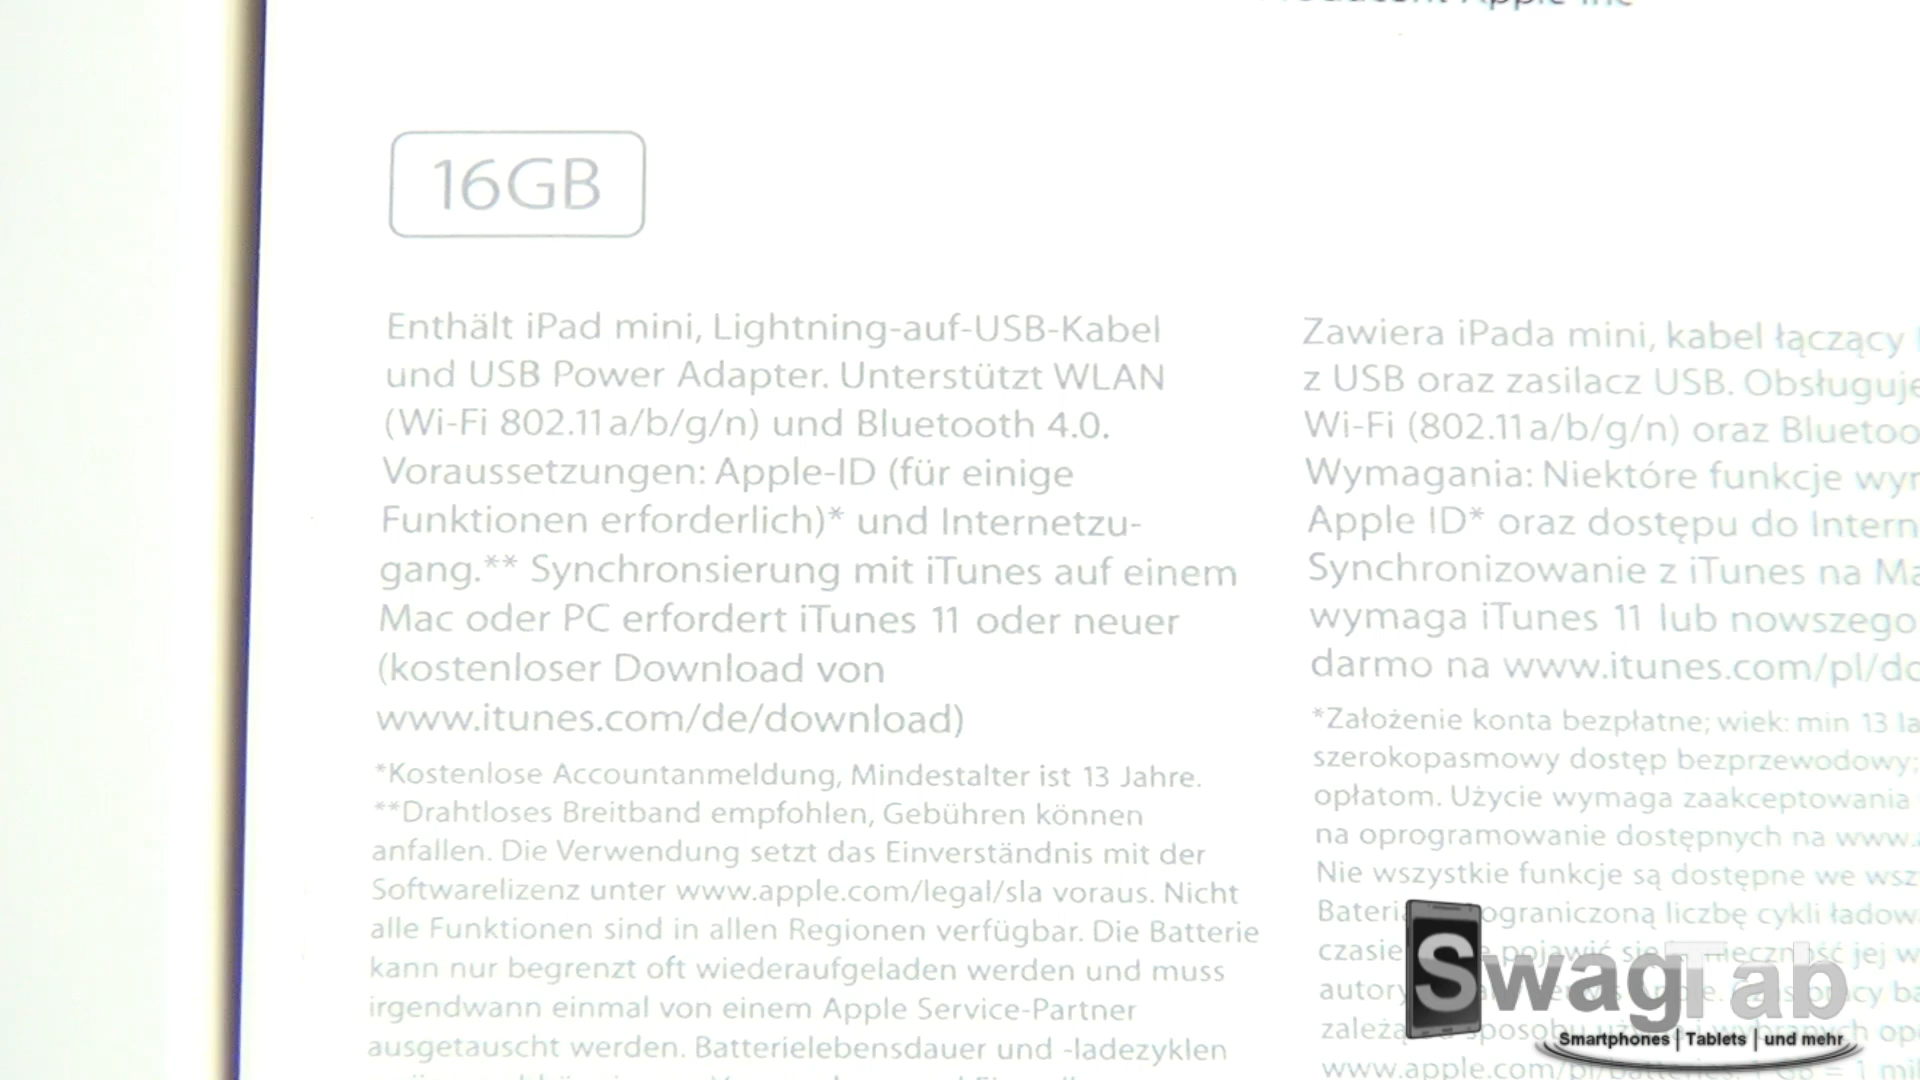 Apple Inc
16GB
Enthält iPad mini, Lightning-auf-USB-Kabel
und USB Power Adapter. Unterstützt WLAN
(Wi-Fi 802.11a/b/g/n) und Bluetooth 4.0.
Voraussetzungen: Apple-ID (für einige
Funktionen erforderlich)* und Internetzu-
gang.** Synchronsierung mit iTunes auf einem
Mac oder PC erfordert iTunes 11 oder neuer
(kostenloser Download von
www.itunes.com/de/download)
*Kostenlose Accountanmeldung, Mindestalter ist 13 Jahre.
**Drahtloses Breitband empfohlen, Gebühren können
anfallen. Die Verwendung setzt das Einverständnis mit der
Softwarelizenz unter www.apple.com/legal/sla voraus. Nicht
alle Funktionen sind in allen Regionen verfügbar. Die Batterie
kann nur begrenzt oft wiederaufgeladen werden und muss
irgendwann einmal von einem Apple Service-Partner
ausgetauscht werden. Batterielebensdauer und -ladezyklen
Zawiera iPada mini, kabel łączący
z USB oraz zasilacz USB. Obsługuje
Wi-Fi (802.11a/b/g/n) oraz
Wymagania: Niektóre funkcje
Apple ID* oraz dostępu do
Synchronizowanie z iTunes na
wymaga iTunes 11 lub nowszego
darmo na
*Założenie konta bezpłatne; wiek: min 13
szerokopasmowy dostęp bezprzewodowy;
opłatom. Użycie wymaga zaakceptowania
na oprogramowanie dostępnych na
Nie wszystkie funkcje są dostępne we
ograniczoną liczbę cykli
czasie jej
SwagTab
Smartphones | Tablets | und mehr